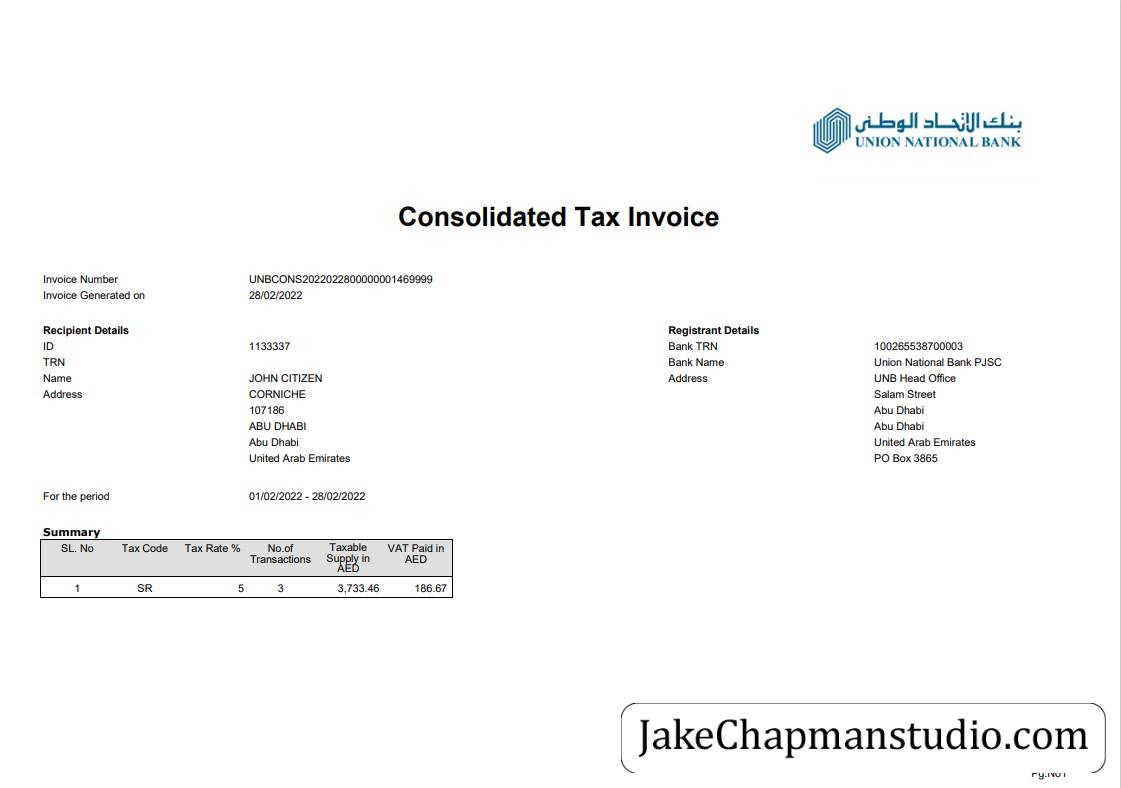 بنك الاتحاد الوطني
UNION NATIONAL BANK
Consolidated Tax Invoice
Invoice Number UNBCONS2022022800000001469999
Invoice Generated on 28/02/2022
Recipient Details
ID 1133337
TRN
Name JOHN CITIZEN
Address CORNICHE
107186
ABU DHABI
Abu Dhabi
United Arab Emirates
Registrant Details
Bank TRN 100265538700003
Bank Name Union National Bank PJSC
Address UNB Head Office
Salam Street
Abu Dhabi
Abu Dhabi
United Arab Emirates
PO Box 3865
For the period 01/02/2022 - 28/02/2022
Summary
SL. No Tax Code Tax Rate % No.of Transactions Taxable Supply in AED VAT Paid in AED
1 SR 5 3 3,733.46 186.67
JakeChapmanstudio.com